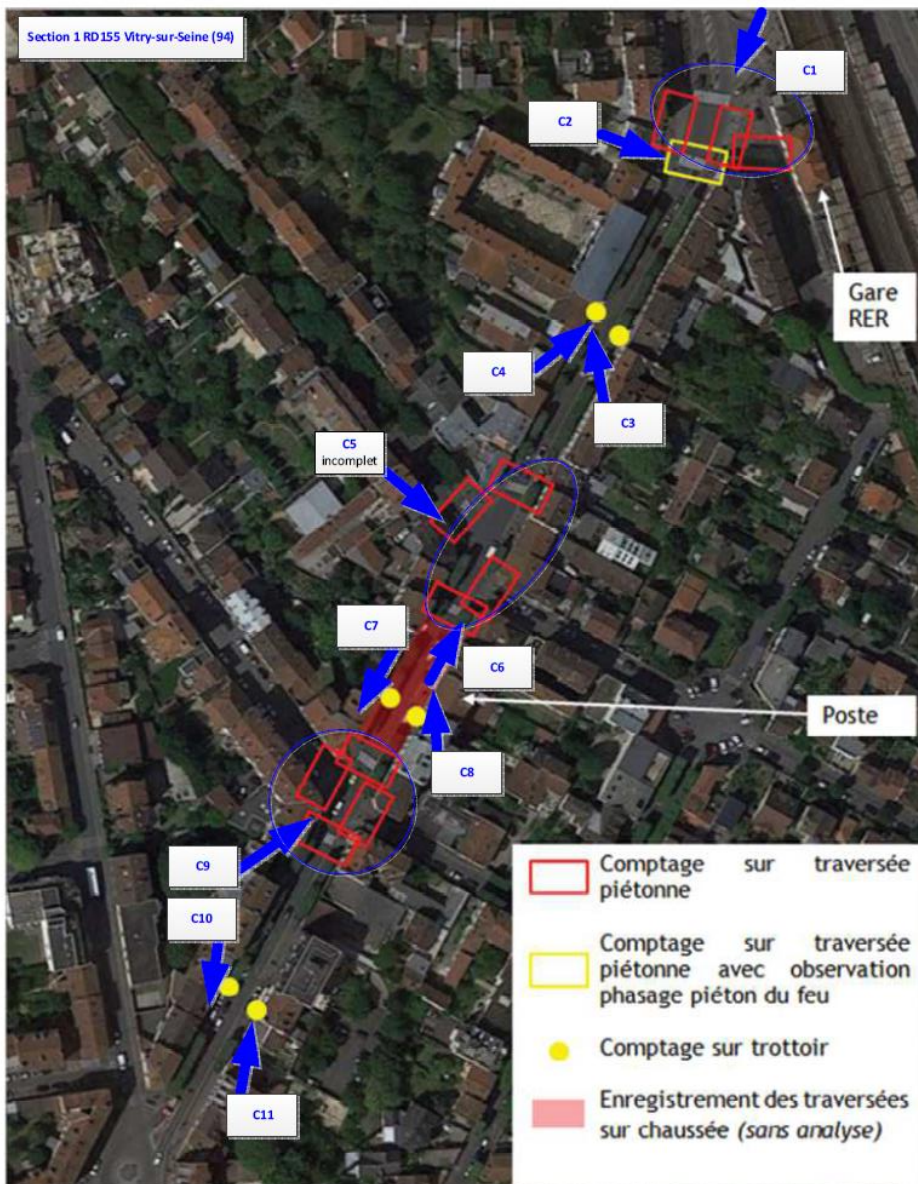 Section 1 RD155 Vitry-sur-Seine (94)
C1
C2
Gare
RER
C4
C3
C5
incomplet
C7
C6
Poste
C8
C9
C10
C11
Comptage sur traversée
piétonne
Comptage sur traversée
piétonne avec observation
phasage piéton du feu
Comptage sur trottoir
Enregistrement des traversées
sur chaussée (sans analyse)